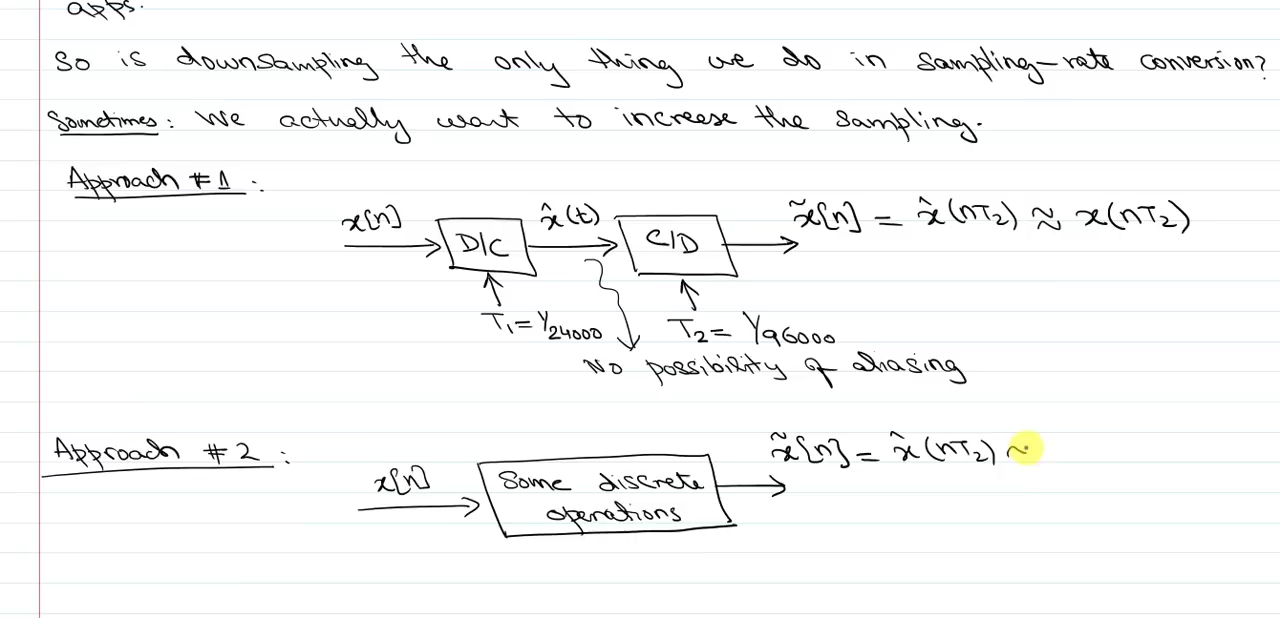 apps.
So is downsampling the only thing we do in sampling-rate conversion?
Sometimes: We actually want to increase the sampling.
Approach #1:
x[n] D/C x̂(t) C/D x̃[n] = x̂(nT₂) ≈ x(nT₂)
T₁ = 1/24000 T₂ = 1/96000
No possibility of aliasing
Approach #2:
x[n] Some discrete operations x̃[n] = x̂(nT₂) ~